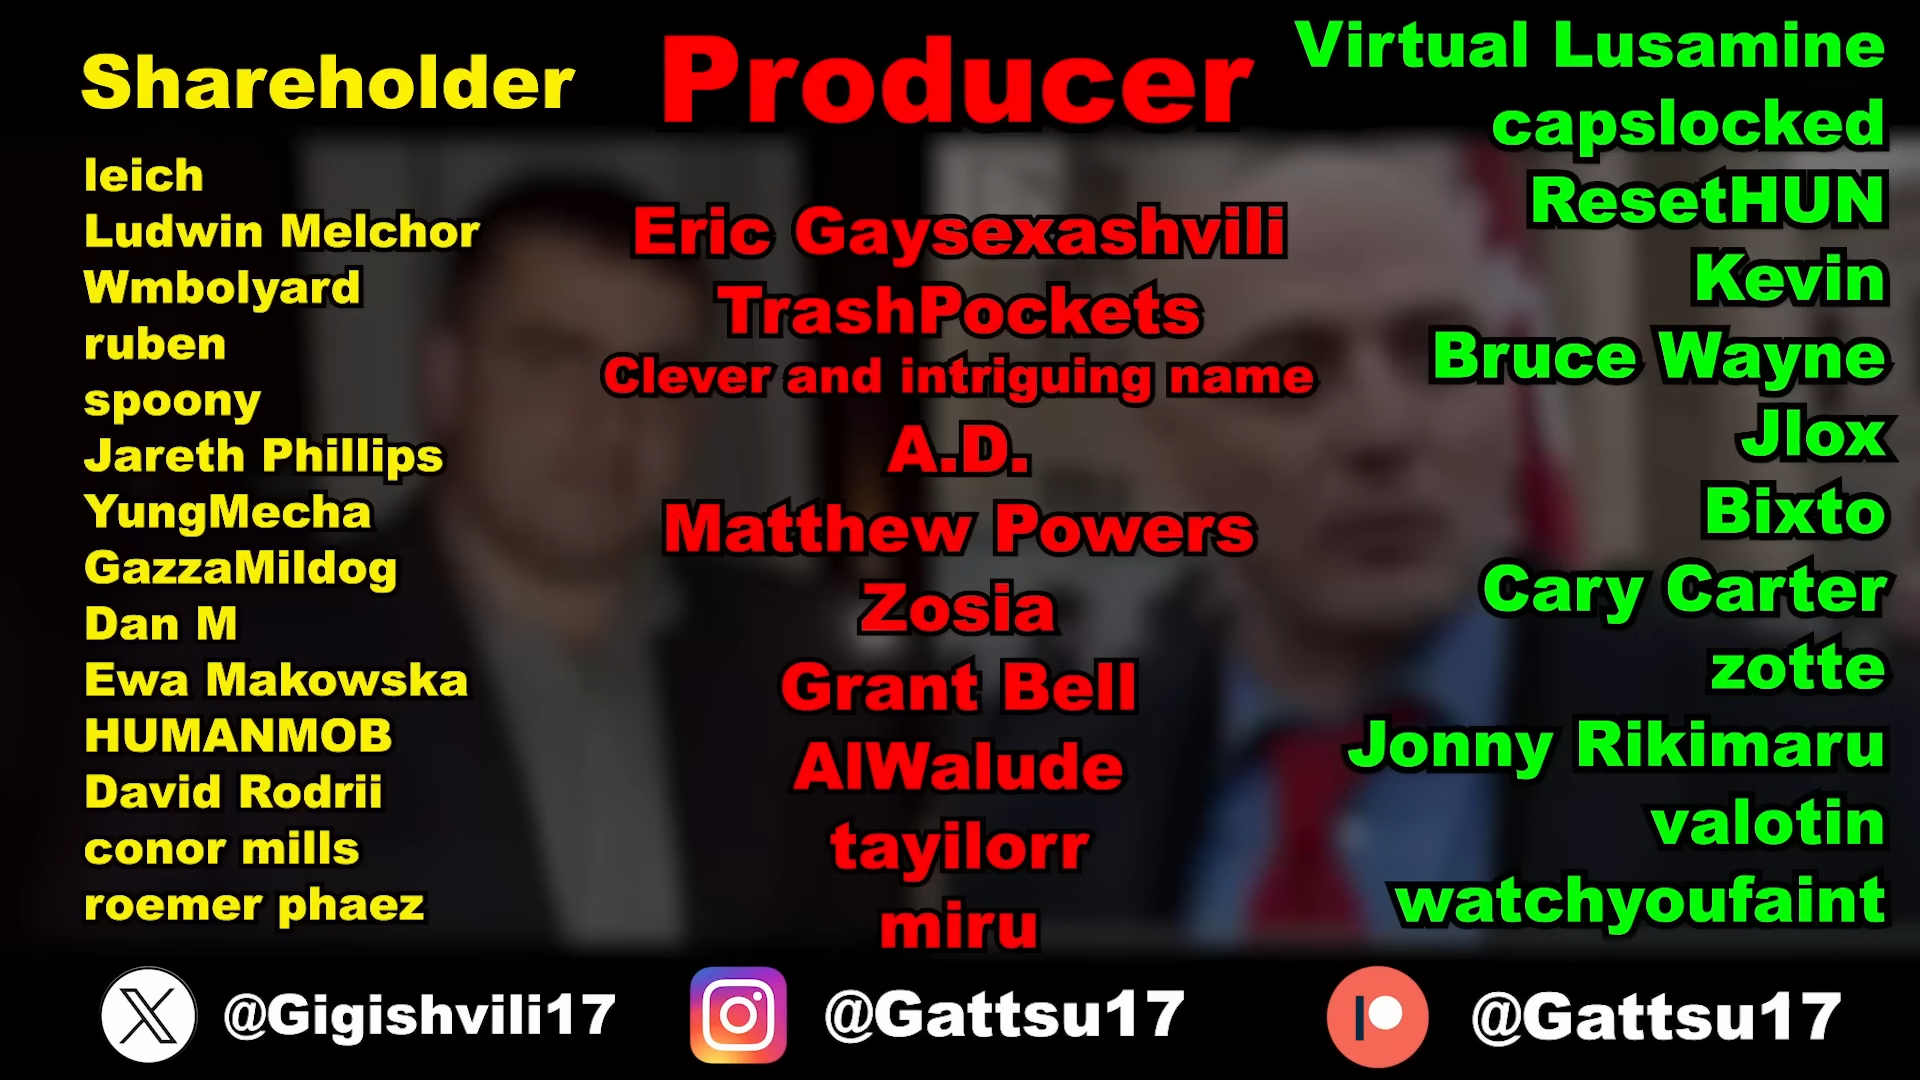 Shareholder
leich
Ludwin Melchor
Wmbolyard
ruben
spoony
Jareth Phillips
YungMecha
GazzaMildog
Dan M
Ewa Makowska
HUMANMOB
David Rodrii
conor mills
roemer phaez
Producer
Eric Gaysexashvili
TrashPockets
Clever and intriguing name
A.D.
Matthew Powers
Zosia
Grant Bell
AlWalude
tayilorr
miru
Virtual Lusamine
capslocked
ResetHUN
Kevin
Bruce Wayne
Jlox
Bixto
Cary Carter
zotte
Jonny Rikimaru
valotin
watchyoufaint
@Gigishvili17
@Gattsu17
@Gattsu17